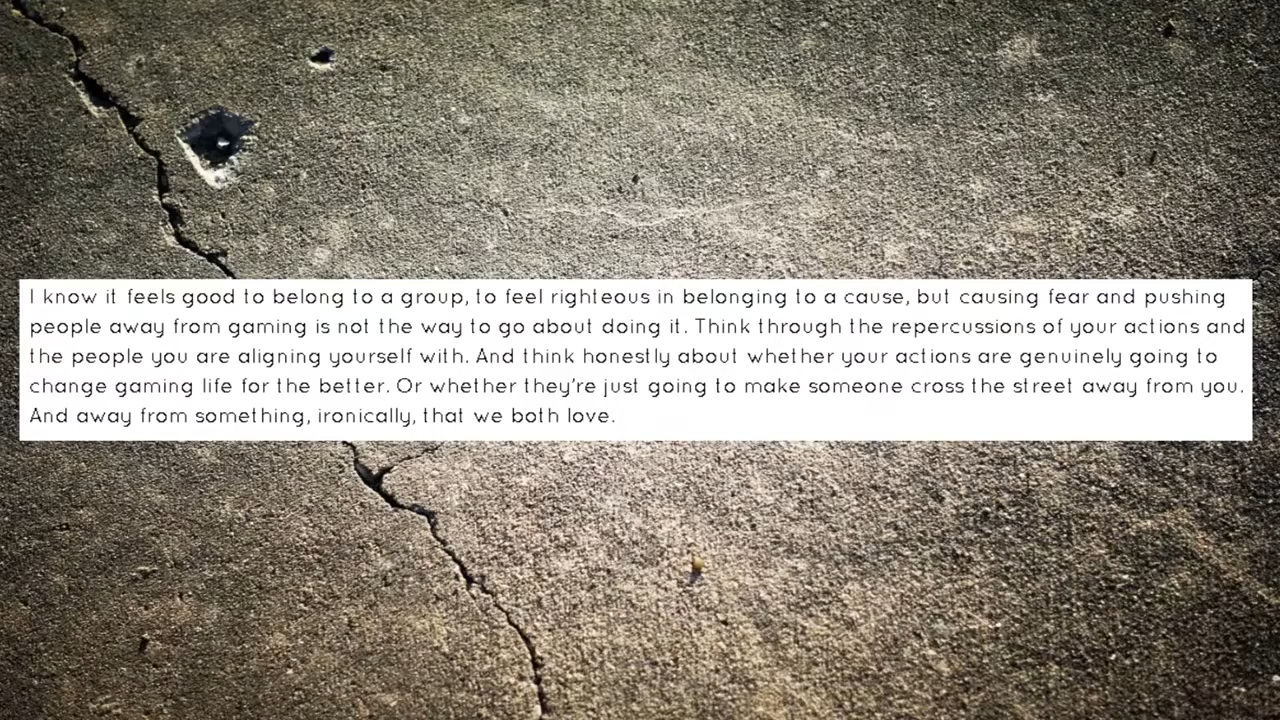 I know it feels good to belong to a group, to feel righteous in belonging to a cause, but causing fear and pushing
people away from gaming is not the way to go about doing it. Think through the repercussions of your actions and
the people you are aligning yourself with. And think honestly about whether your actions are genuinely going to
change gaming life for the better. Or whether they're just going to make someone cross the street away from you.
And away from something, ironically, that we both love.